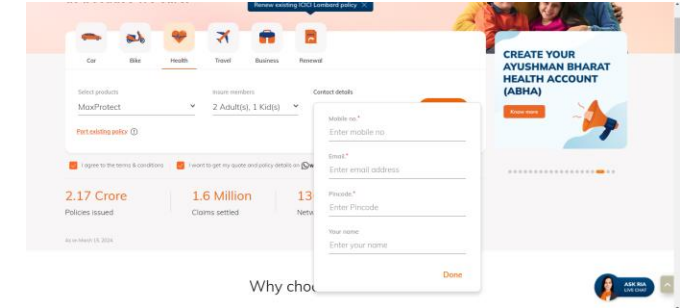 Renew existing ICICI Lombard policy ×
Car
Bike
Health
Travel
Business
Renewal
Select products
Insure members
Contact details
MaxProtect
2 Adult(s), 1 Kid(s)
Port existing policy
I agree to the terms & conditions
I want to get my quote and policy details on
Mobile no.*
Enter mobile no.
Email*
Enter email address
Pincode*
Enter Pincode
Your name
Enter your name
Done
2.17 Crore
Policies issued
1.6 Million
Claims settled
13
Netw
As on March 19, 2024
Why choo
CREATE YOUR
AYUSHMAN BHARAT
HEALTH ACCOUNT
(ABHA)
Know more
ASK RIA
LIVE CHAT